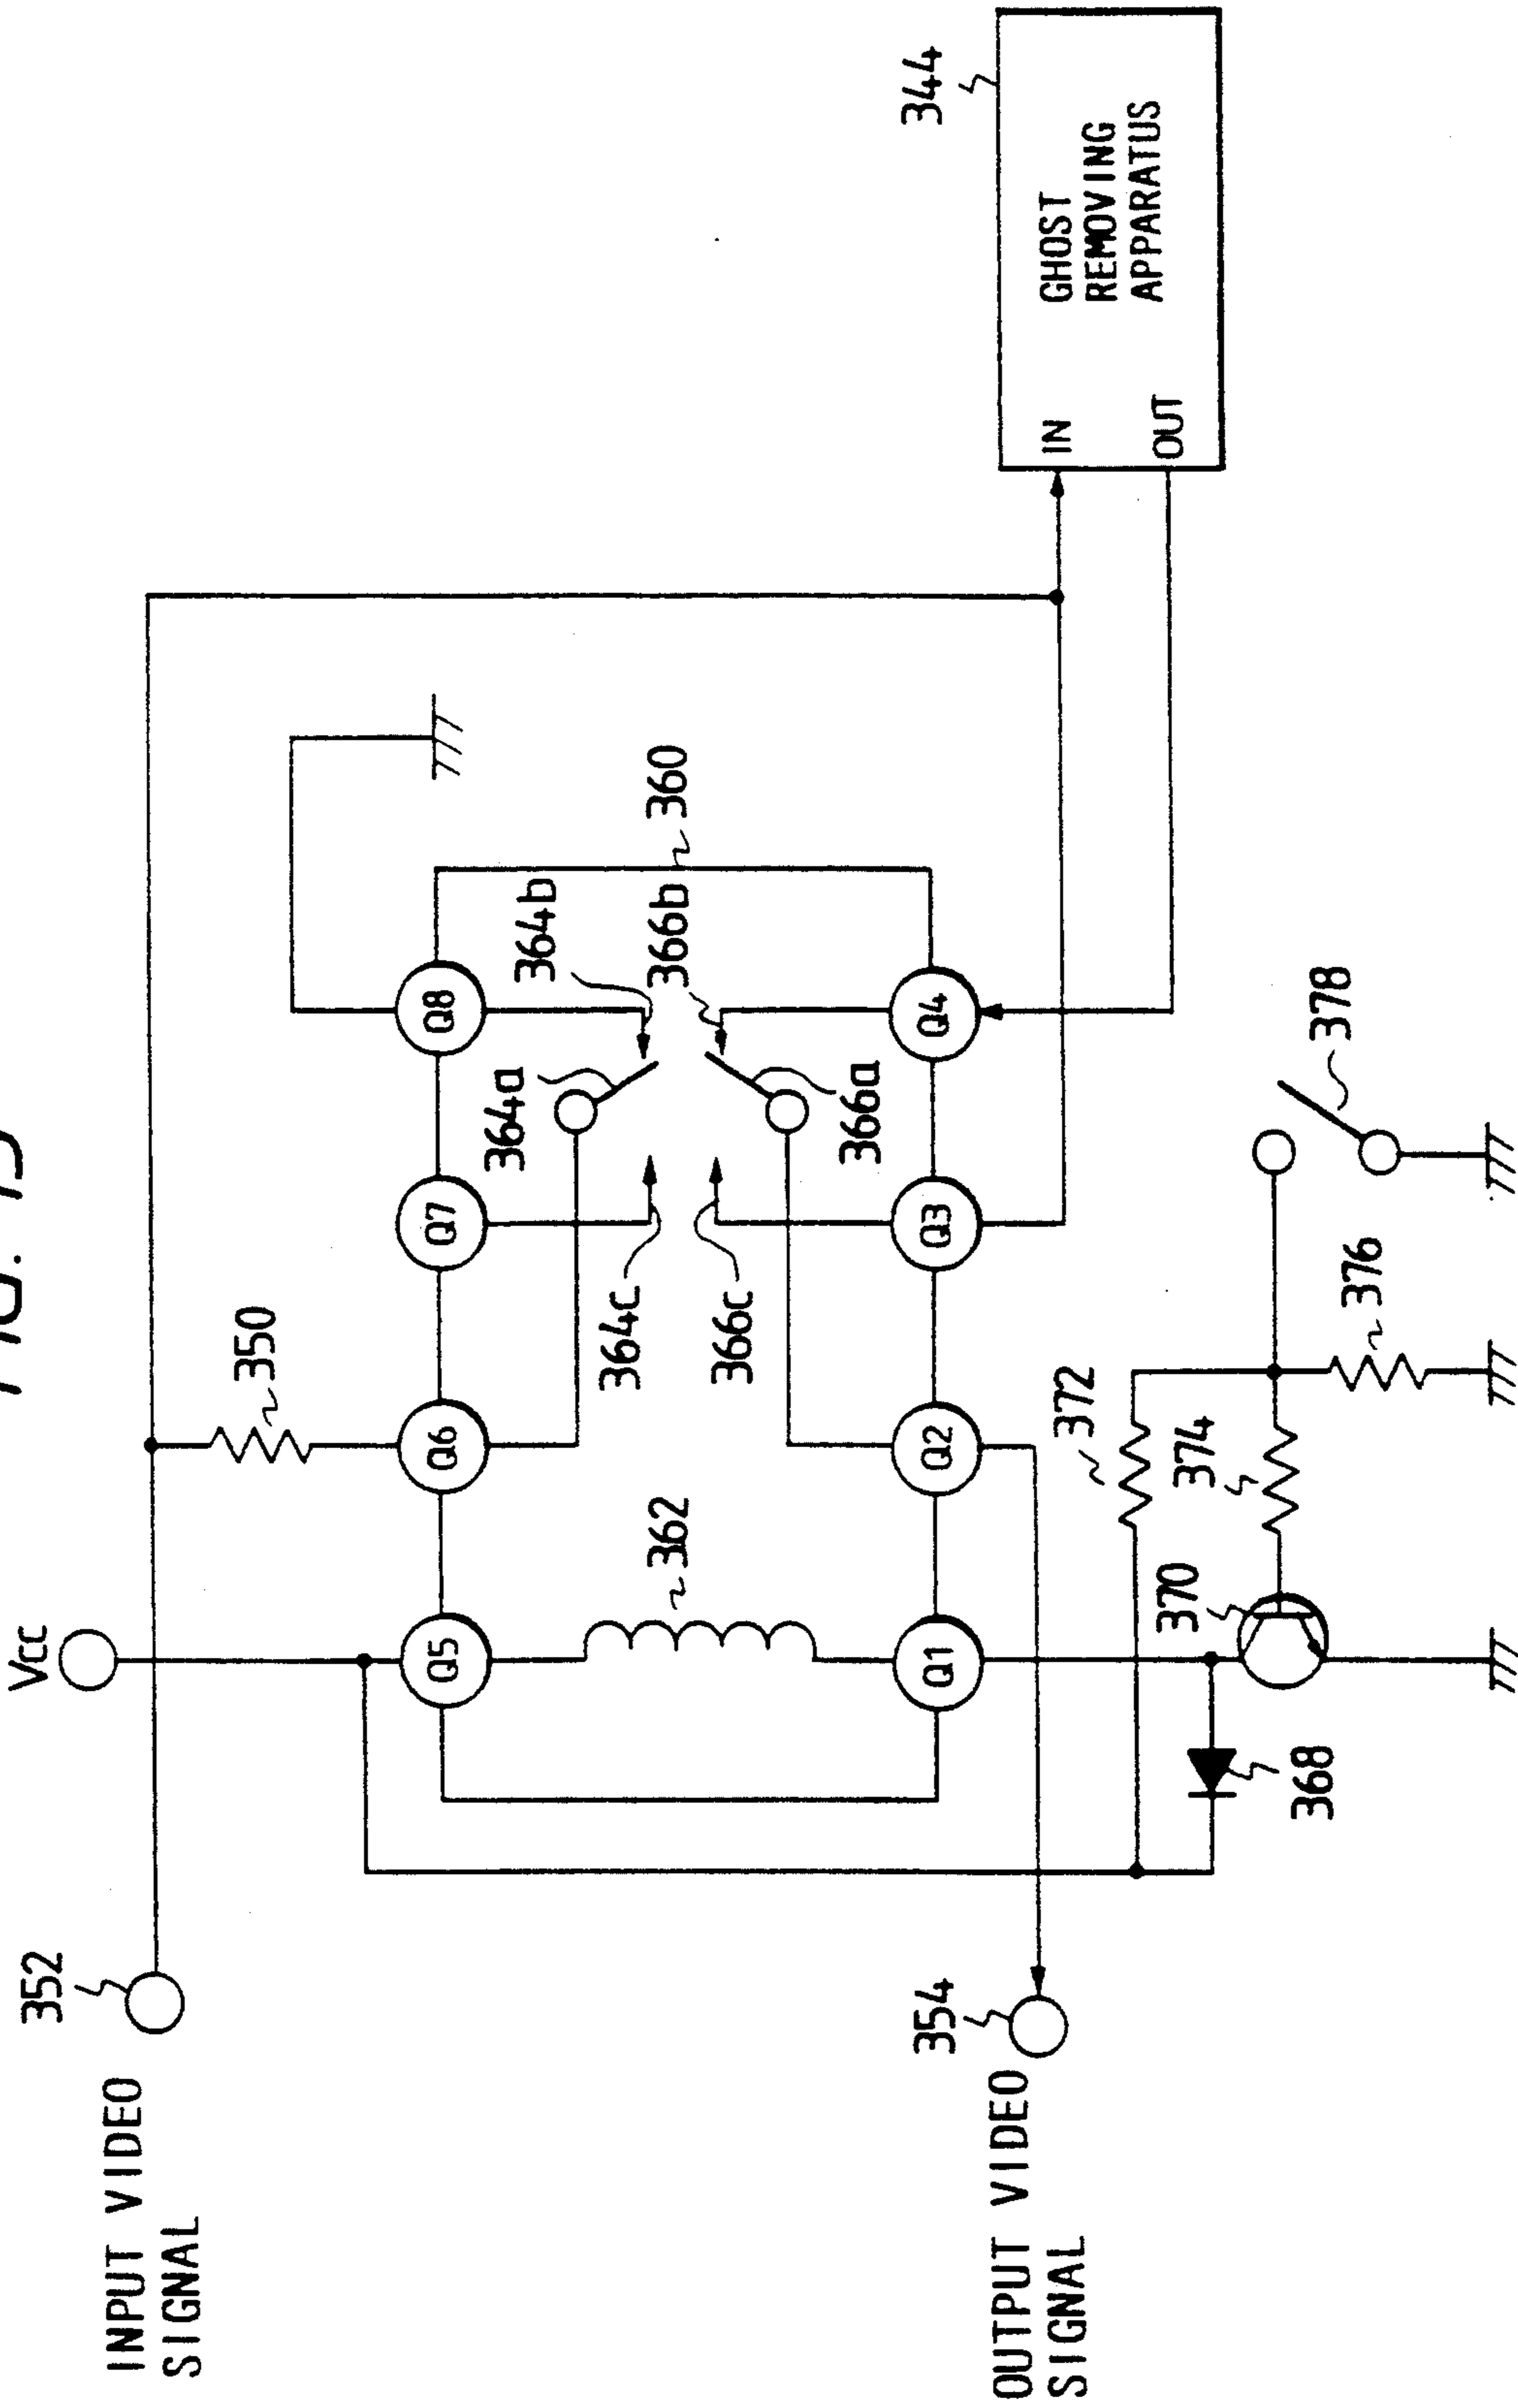 FIG.
Vcc
352
INPUT VIDEO
SIGNAL
350
344
Q5
Q6
Q7
Q8
364a
364b
GHOST
REMOVING
APPARATUS
362
364c
360
366b
366c
366a
IN
OUT
Q1
Q2
Q3
Q4
354
OUTPUT VIDEO
SIGNAL
372
370
374
368
376
378